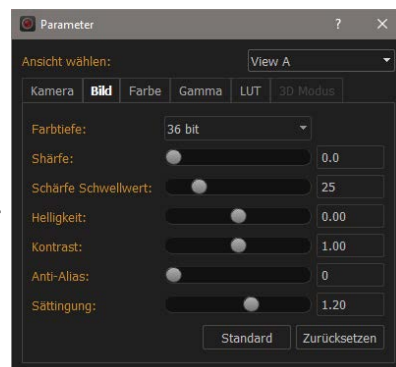 Parameter ? ×
Ansicht wählen: View A
Kamera Bild Farbe Gamma LUT 3D Modus
Farbtiefe: 36 bit
Shärfe: 0.0
Schärfe Schwellwert: 25
Helligkeit: 0.00
Kontrast: 1.00
Anti-Alias: 0
Sättingung: 1.20
Standard Zurücksetzen